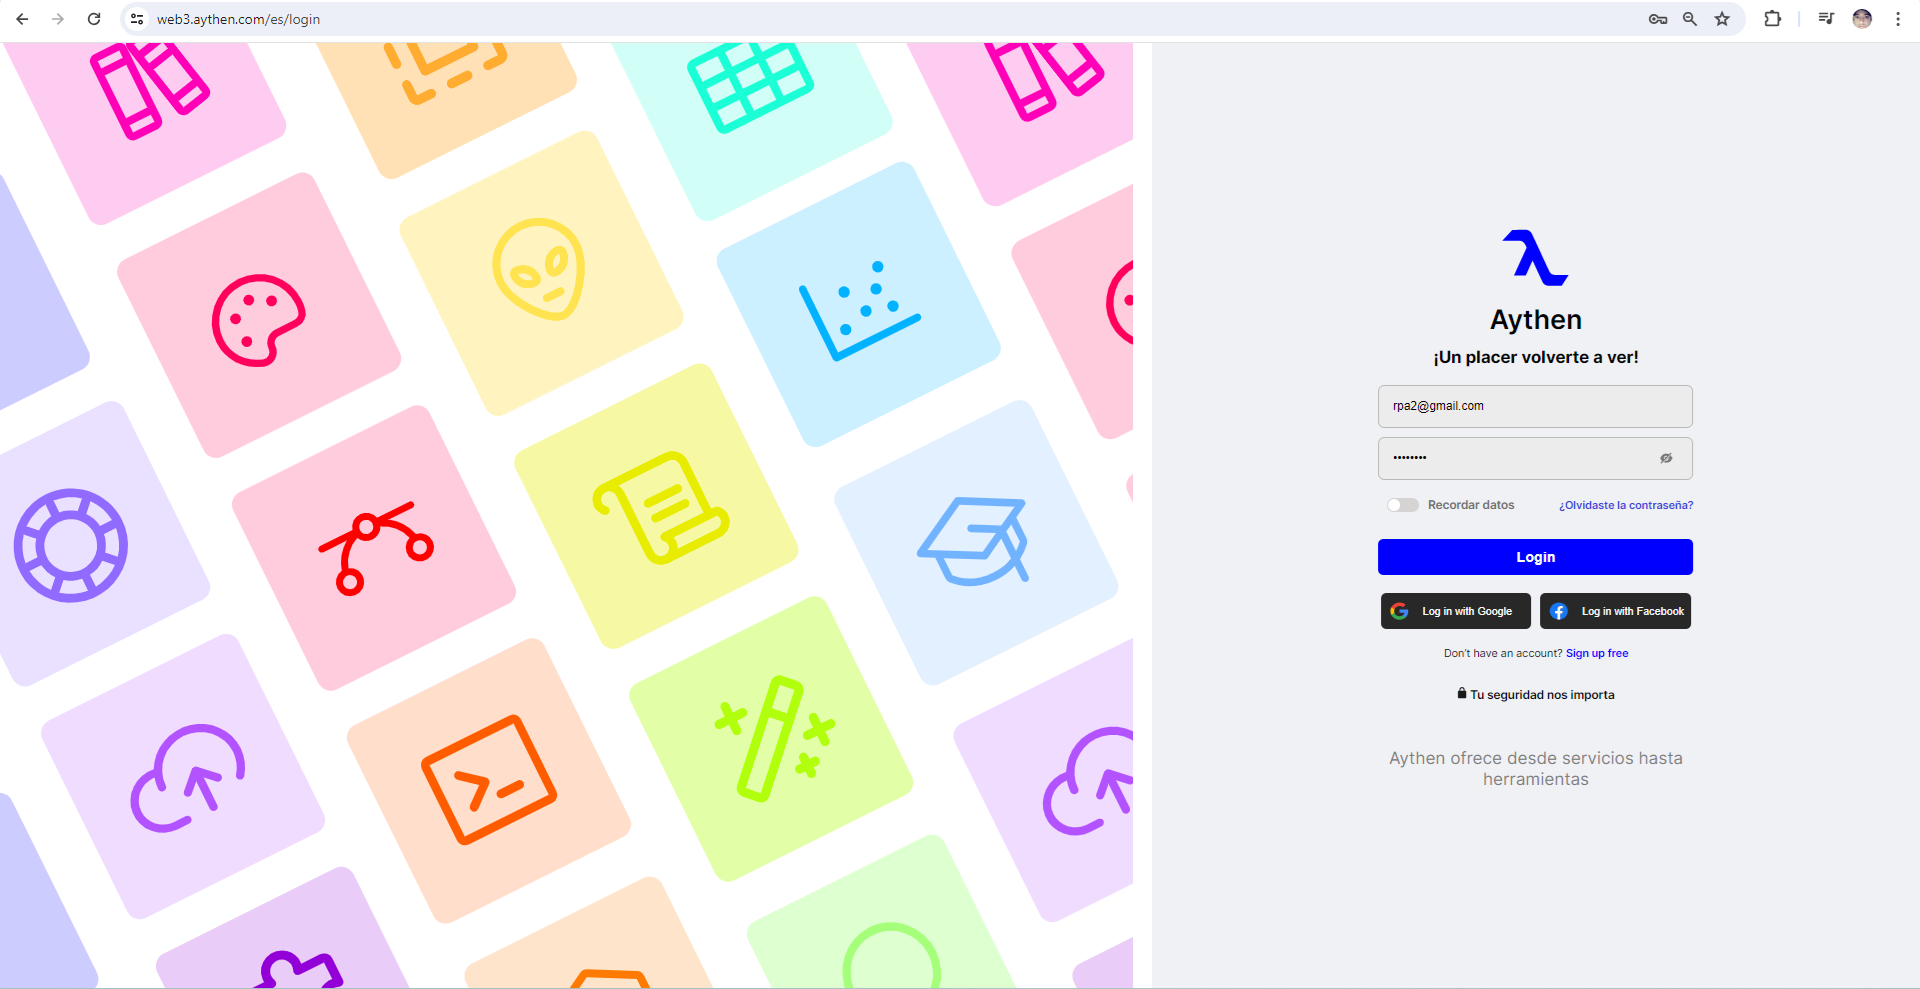 web3.aythen.com/es/login
Aythen
¡Un placer volverte a ver!
rpa2@gmail.com
••••••••
Recordar datos
¿Olvidaste la contraseña?
Login
Log in with Google
Log in with Facebook
Don't have an account? Sign up free
Tu seguridad nos importa
Aythen ofrece desde servicios hasta
herramientas